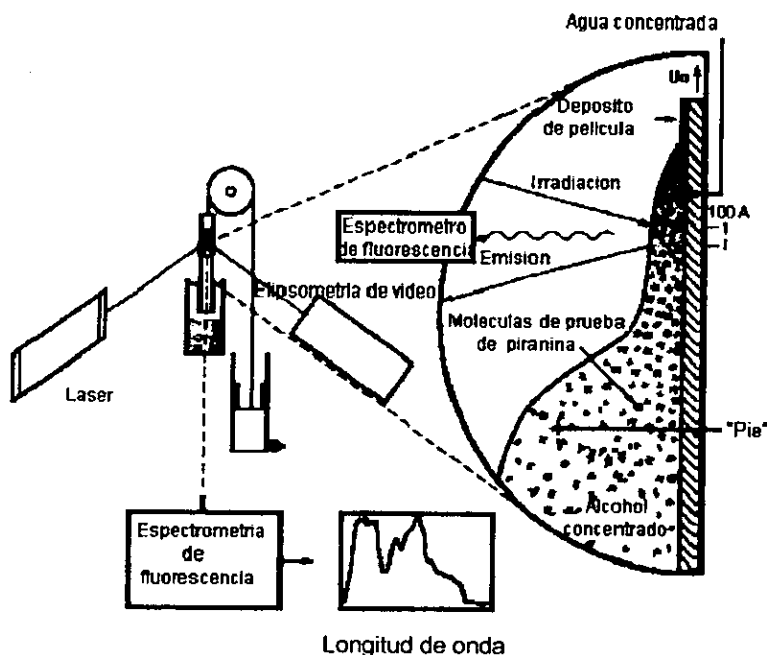 Agua concentrada
Uo
Deposito
de pelicula
Irradiacion
100 A
Espectrometro
de fluorescencia
Emision
Elipsometria de video
Moleculas de prueba
de piranina
Laser
"Pie"
Alcohol
concentrado
Espectrometria
de
fluorescencia
Longitud de onda